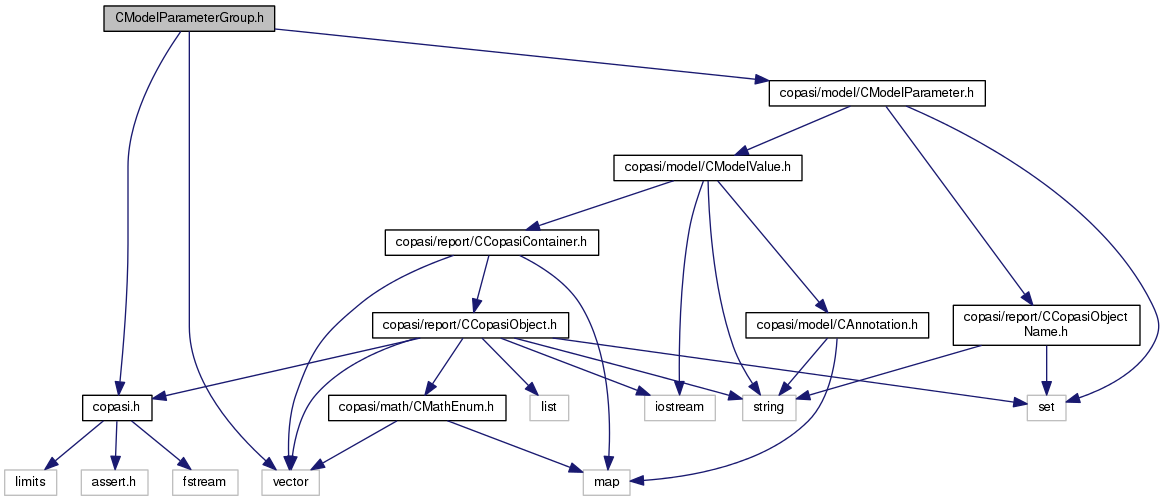 CModelParameterGroup.h
copasi/model/CModelParameter.h
copasi/model/CModelValue.h
copasi/report/CCopasiContainer.h
copasi/report/CCopasiObject.h
copasi/model/CAnnotation.h
copasi/report/CCopasiObject
Name.h
copasi.h
copasi/math/CMathEnum.h
list
iostream
string
set
limits
assert.h
fstream
vector
map